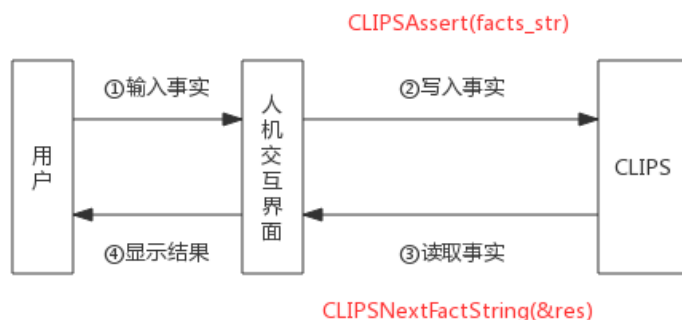 CLIPSAssert(facts_str)
①输入事实
②写入事实
用户
人机交互界面
CLIPS
④显示结果
③读取事实
CLIPSNextFactString(&res)